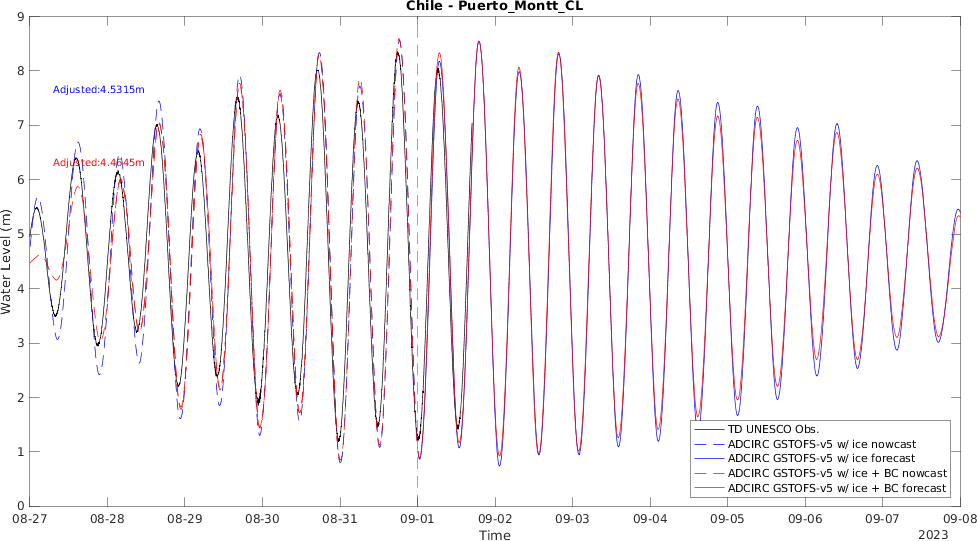 Chile - Puerto_Montt_CL
9
8
7
6
5
4
3
2
1
0
Water Level (m)
Adjusted:4.5315m
Adjusted:4.4645m
TD UNESCO Obs.
ADCIRC GSTOFS-v5 w/ ice nowcast
ADCIRC GSTOFS-v5 w/ ice forecast
ADCIRC GSTOFS-v5 w/ ice + BC nowcast
ADCIRC GSTOFS-v5 w/ ice + BC forecast
08-27 08-28 08-29 08-30 08-31 09-01 09-02 09-03 09-04 09-05 09-06 09-07 09-08
Time
2023